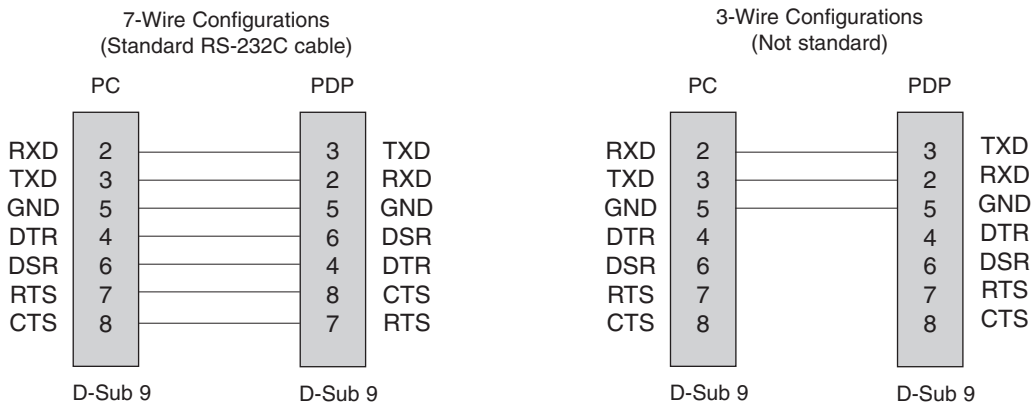 7-Wire Configurations
(Standard RS-232C cable)
PC PDP
RXD 2 3 TXD
TXD 3 2 RXD
GND 5 5 GND
DTR 4 6 DSR
DSR 6 4 DTR
RTS 7 8 CTS
CTS 8 7 RTS
D-Sub 9 D-Sub 9
3-Wire Configurations
(Not standard)
PC PDP
RXD 2 3 TXD
TXD 3 2 RXD
GND 5 5 GND
DTR 4 4 DTR
DSR 6 6 DSR
RTS 7 7 RTS
CTS 8 8 CTS
D-Sub 9 D-Sub 9